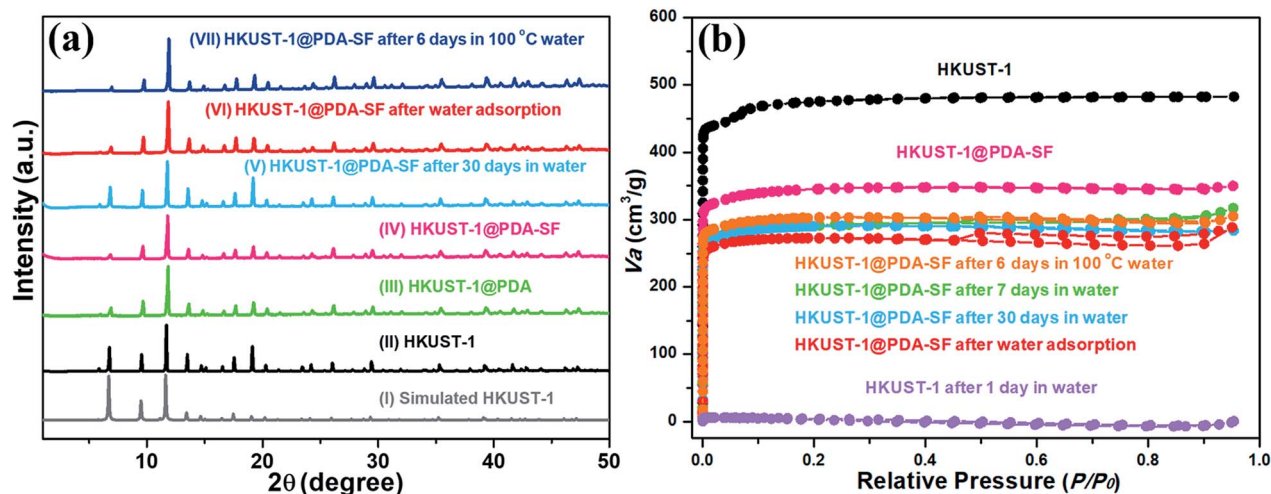 (a)
(VII) HKUST-1@PDA-SF after 6 days in 100 °C water
(VI) HKUST-1@PDA-SF after water adsorption
(V) HKUST-1@PDA-SF after 30 days in water
(IV) HKUST-1@PDA-SF
(III) HKUST-1@PDA
(II) HKUST-1
(I) Simulated HKUST-1
Intensity (a.u.)
10 20 30 40 50
2θ (degree)
(b)
600
500
400
300
200
100
0
Va (cm³/g)
HKUST-1
HKUST-1@PDA-SF
HKUST-1@PDA-SF after 6 days in 100 °C water
HKUST-1@PDA-SF after 7 days in water
HKUST-1@PDA-SF after 30 days in water
HKUST-1@PDA-SF after water adsorption
HKUST-1 after 1 day in water
0.0 0.2 0.4 0.6 0.8 1.0
Relative Pressure (P/P₀)